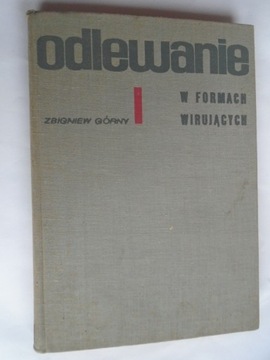 odlewanie
W FORMACH
ZBIGNIEW GÓRNY
WIRUJĄCYCH